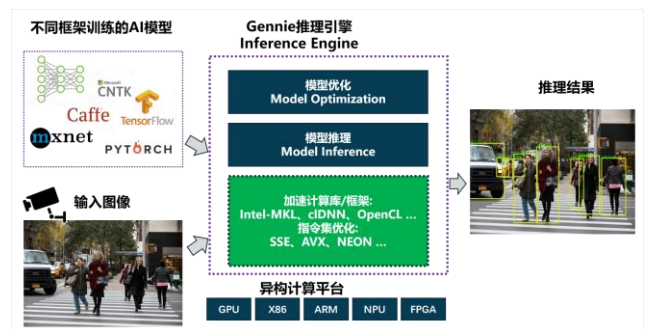 不同框架训练的AI模型
Microsoft
CNTK
Caffe
TensorFlow
mxnet
PYTORCH
输入图像
Gennie推理引擎
Inference Engine
模型优化
Model Optimization
模型推理
Model Inference
加速计算库/框架:
Intel-MKL、clDNN、OpenCL ...
指令集优化:
SSE、AVX、NEON ...
异构计算平台
GPU
X86
ARM
NPU
FPGA
推理结果